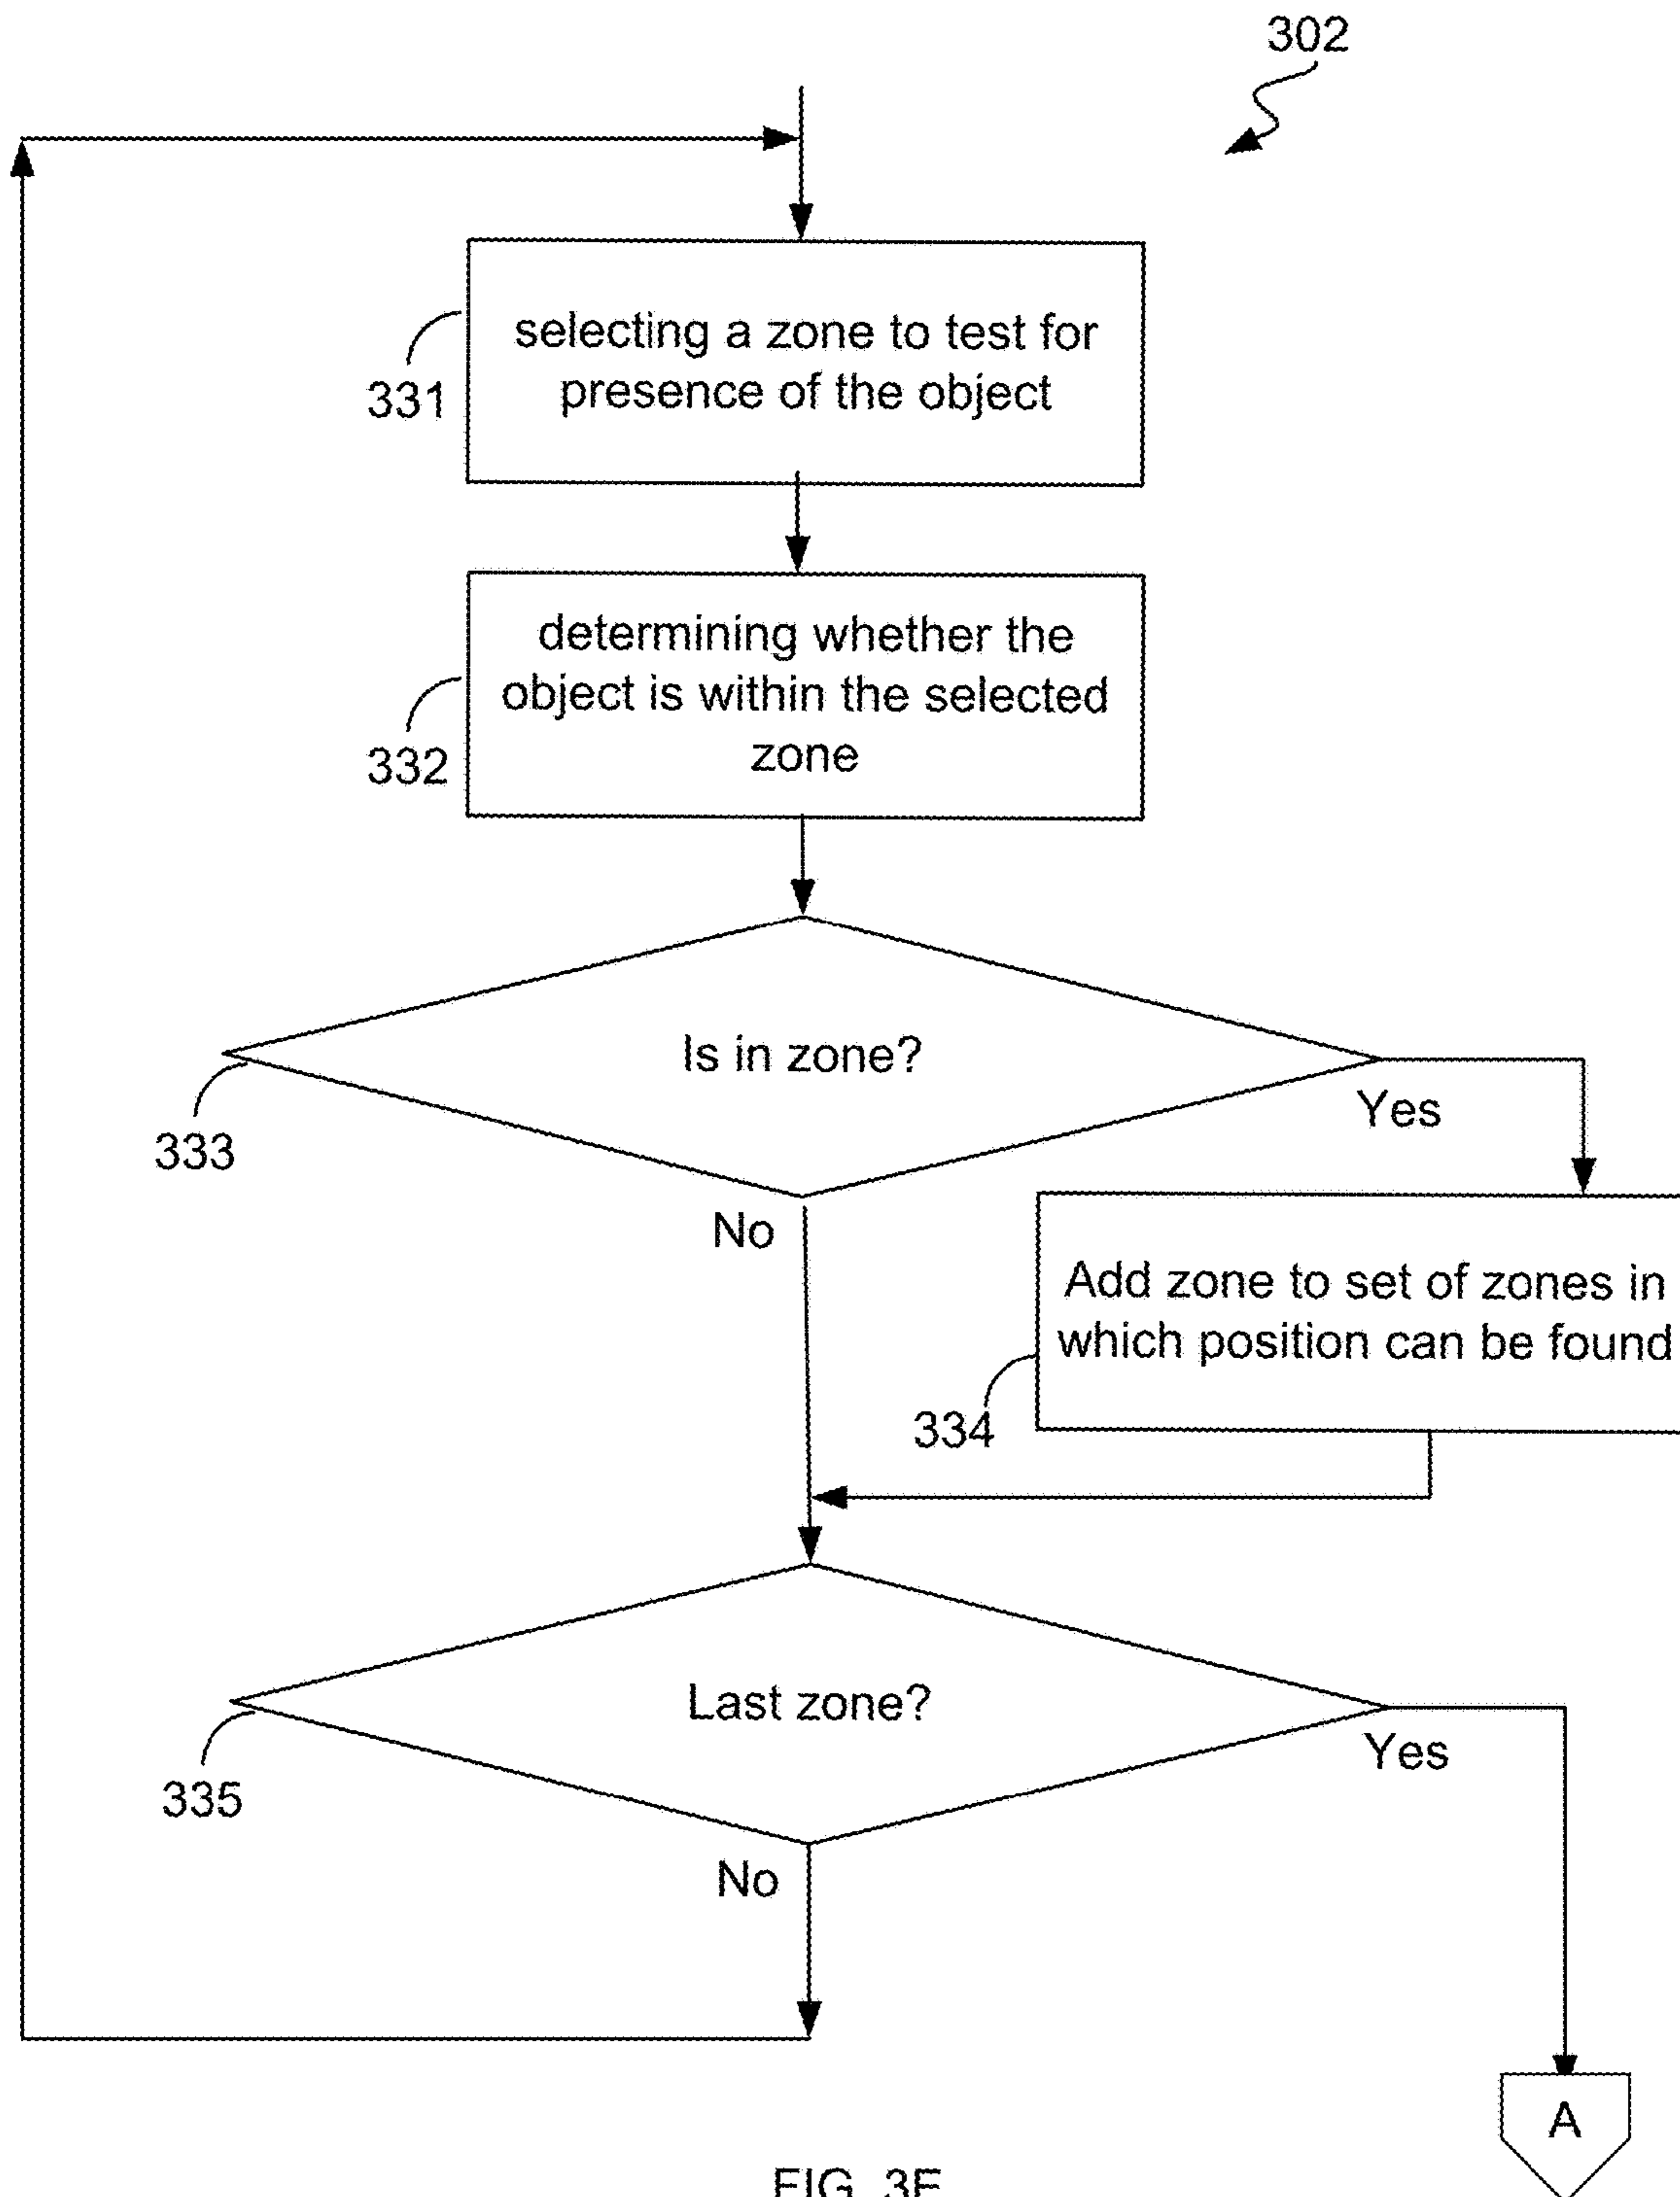 302
selecting a zone to test for
presence of the object
331
determining whether the
object is within the selected
zone
332
Is in zone?
333
Yes
No
Add zone to set of zones in
which position can be found
334
Last zone?
335
Yes
No
A